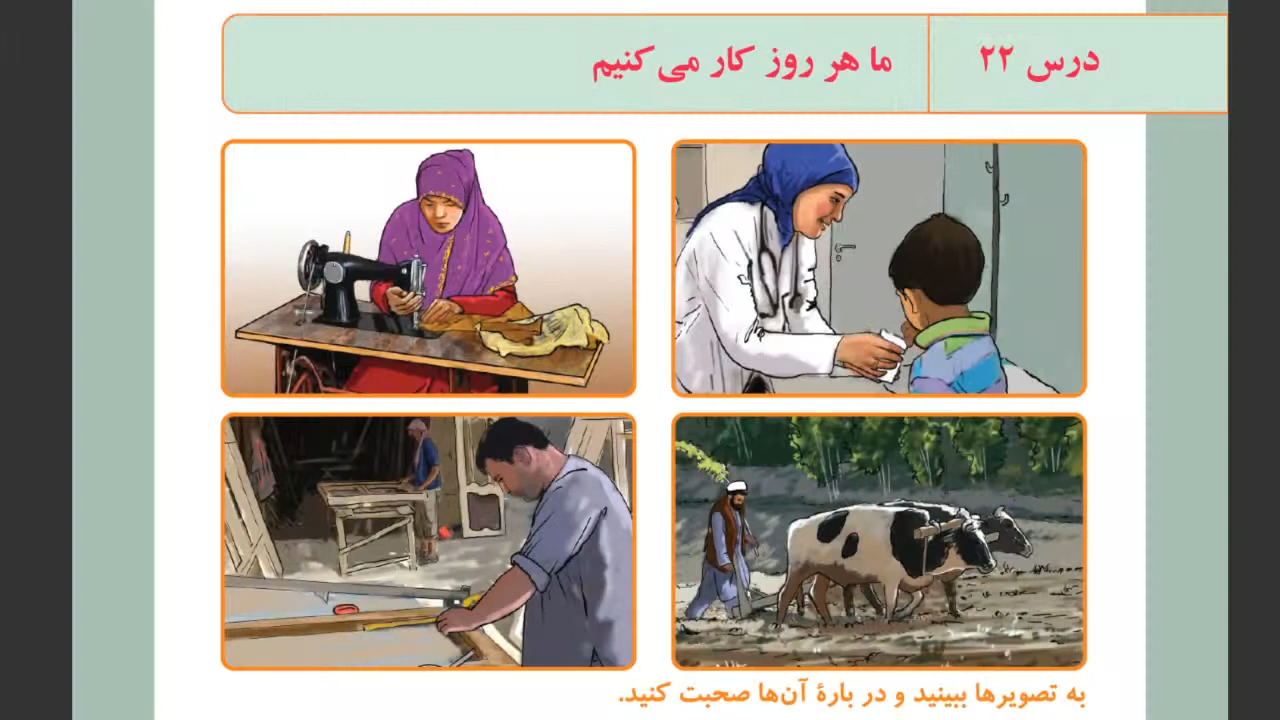 درس ۲۲
ما هر روز کار می کنیم
به تصویرها ببینید و در بارهٔ آن‌ها صحبت کنید.